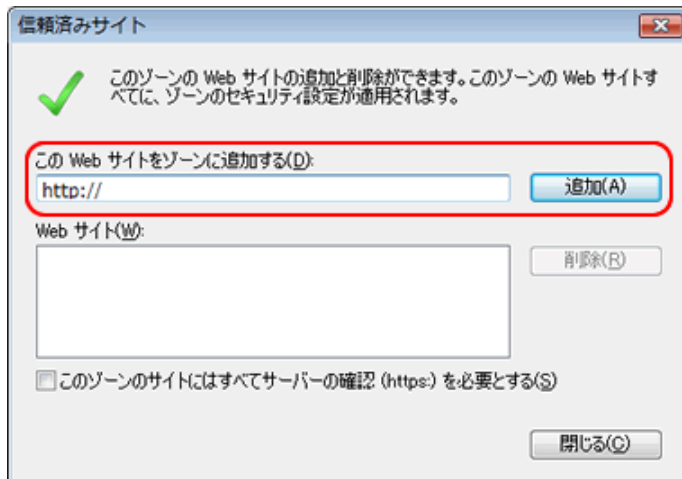 信頼済みサイト
このゾーンの Web サイトの追加と削除ができます。このゾーンの Web サイトす
べてに、ゾーンのセキュリティ設定が適用されます。
この Web サイトをゾーンに追加する(D):
http://
追加(A)
Web サイト(W):
削除(R)
このゾーンのサイトにはすべてサーバーの確認 (https:) を必要とする(S)
閉じる(C)